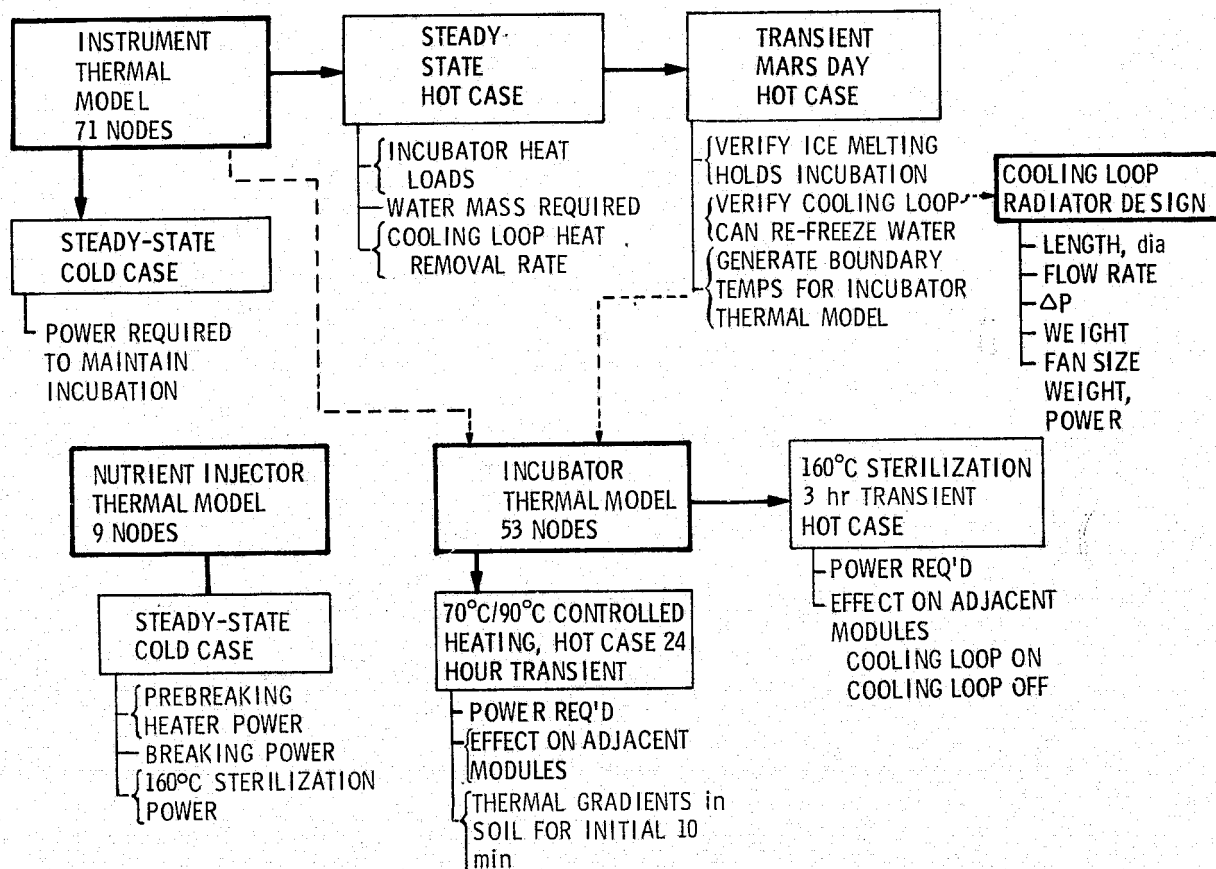 INSTRUMENT
THERMAL
MODEL
71 NODES
STEADY-
STATE
HOT CASE
TRANSIENT
MARS DAY
HOT CASE
INCUBATOR HEAT
LOADS
WATER MASS REQUIRED
COOLING LOOP HEAT
REMOVAL RATE
VERIFY ICE MELTING
HOLDS INCUBATION
VERIFY COOLING LOOP
CAN RE-FREEZE WATER
GENERATE BOUNDARY
TEMPS FOR INCUBATOR
THERMAL MODEL
COOLING LOOP
RADIATOR DESIGN
LENGTH, dia
FLOW RATE
ΔP
WEIGHT
FAN SIZE
WEIGHT,
POWER
STEADY-STATE
COLD CASE
POWER REQUIRED
TO MAINTAIN
INCUBATION
NUTRIENT INJECTOR
THERMAL MODEL
9 NODES
STEADY-STATE
COLD CASE
PREBREAKING
HEATER POWER
BREAKING POWER
160°C STERILIZATION
POWER
INCUBATOR
THERMAL MODEL
53 NODES
70°C/90°C CONTROLLED
HEATING, HOT CASE 24
HOUR TRANSIENT
POWER REQ'D
EFFECT ON ADJACENT
MODULES
THERMAL GRADIENTS in
SOIL FOR INITIAL 10
min
160°C STERILIZATION
3 hr TRANSIENT
HOT CASE
POWER REQ'D
EFFECT ON ADJACENT
MODULES
COOLING LOOP ON
COOLING LOOP OFF